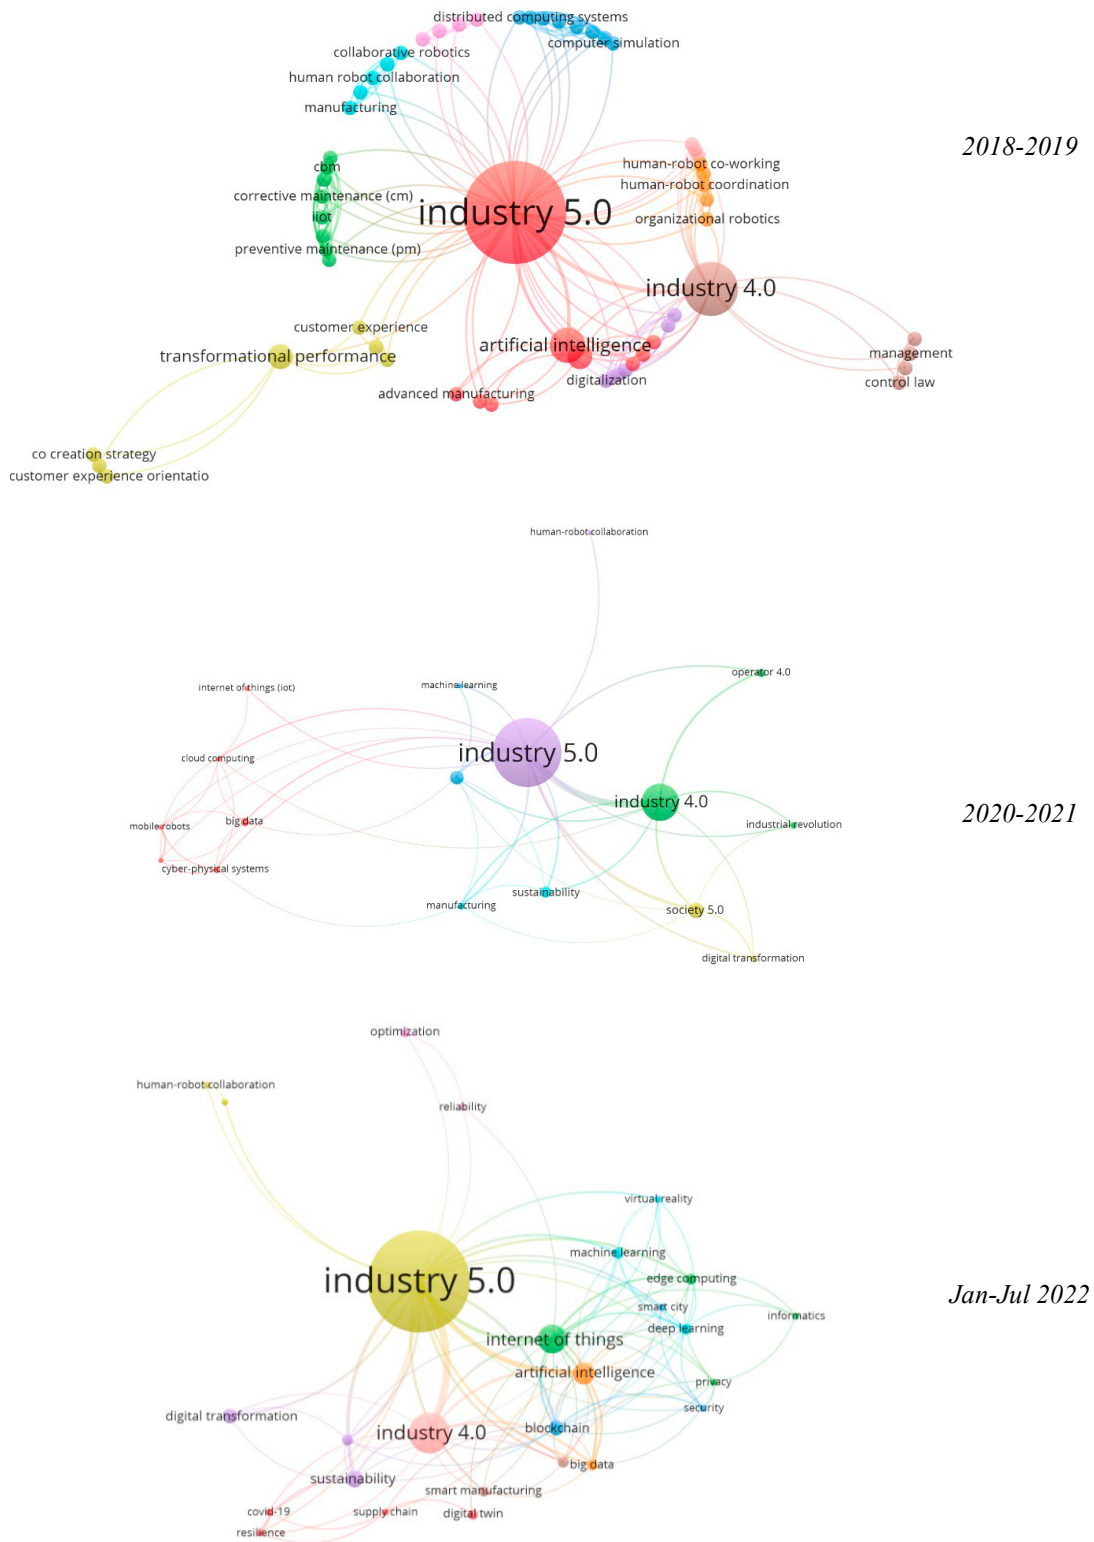 distributed computing systems
computer simulation
collaborative robotics
human robot collaboration
manufacturing
2018-2019
human-robot co-working
cbm
human-robot coordination
corrective maintenance (cm)
industry 5.0
iiot
organizational robotics
preventive maintenance (pm)
industry 4.0
customer experience
artificial intelligence
transformational performance
management
digitalization
control law
advanced manufacturing
co creation strategy
customer experience orientatio
human-robot collaboration
operator 4.0
internet of things (iot)
machine learning
industry 5.0
cloud computing
industry 4.0
2020-2021
big data
industrial revolution
mobile robots
cyber-physical systems
sustainability
manufacturing
society 5.0
digital transformation
optimization
human-robot collaboration
reliability
virtual reality
machine learning
industry 5.0
edge computing
Jan-Jul 2022
smart city
informatics
deep learning
internet of things
artificial intelligence
privacy
security
digital transformation
blockchain
industry 4.0
big data
sustainability
smart manufacturing
covid-19
supply chain
digital twin
resilience